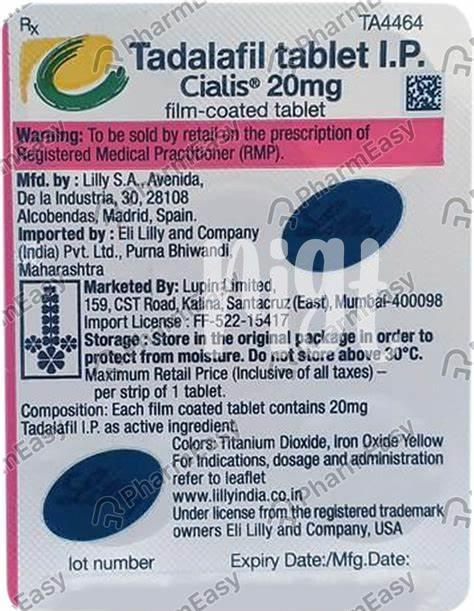 Rx
TA4464
Tadalafil tablet I.P.
Cialis® 20mg
film-coated tablet
Warning: To be sold by retail on the prescription of
Registered Medical Practitioner (RMP).
Mfd. by : Lilly S.A., Avenida,
De la Industria, 30, 28108
Alcobendas, Madrid, Spain.
Imported by : Eli Lilly and Company
(India) Pvt. Ltd., Purna Bhiwandi,
Maharashtra
Marketed By: Lupin Limited,
159, CST Road, Kalina, Santacruz (East), Mumbai-400098
Import License : FF-522-15417
Storage: Store in the original package in order to
protect from moisture. Do not store above 30°C.
Maximum Retail Price (Inclusive of all taxes) –
per strip of 1 tablet.
Composition: Each film coated tablet contains 20mg
Tadalafil I.P. as active ingredient.
Colors: Titanium Dioxide, Iron Oxide Yellow
For Indications, dosage and administration
refer to leaflet
www.lillyindia.co.in
Under license from the registered trademark
owners Eli Lilly and Company, USA
lot number
Expiry Date:/Mfg.Date:
PharmEasy